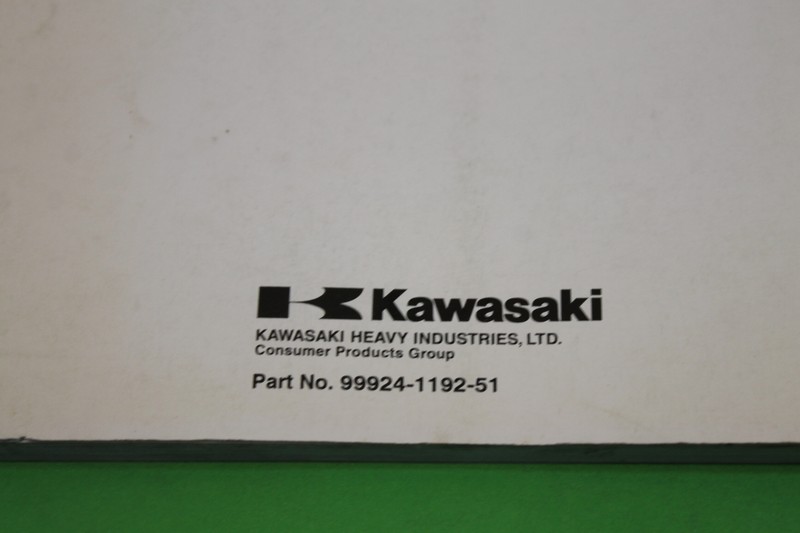 Kawasaki
KAWASAKI HEAVY INDUSTRIES, LTD.
Consumer Products Group
Part No. 99924-1192-51